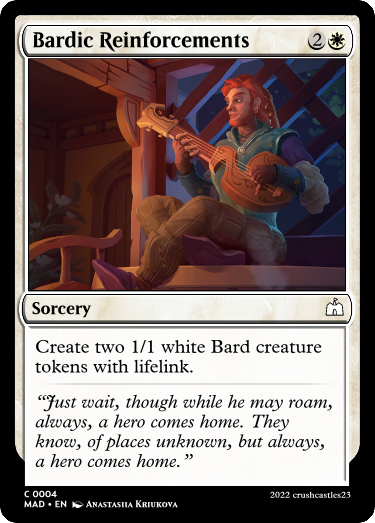 Bardic Reinforcements 2
Sorcery
Create two 1/1 white Bard creature
tokens with lifelink.
“Just wait, though while he may roam,
always, a hero comes home. They
know, of places unknown, but always,
a hero comes home.”
C 0004
MAD • EN Anastasiia Kriukova
2022 crushcastles23